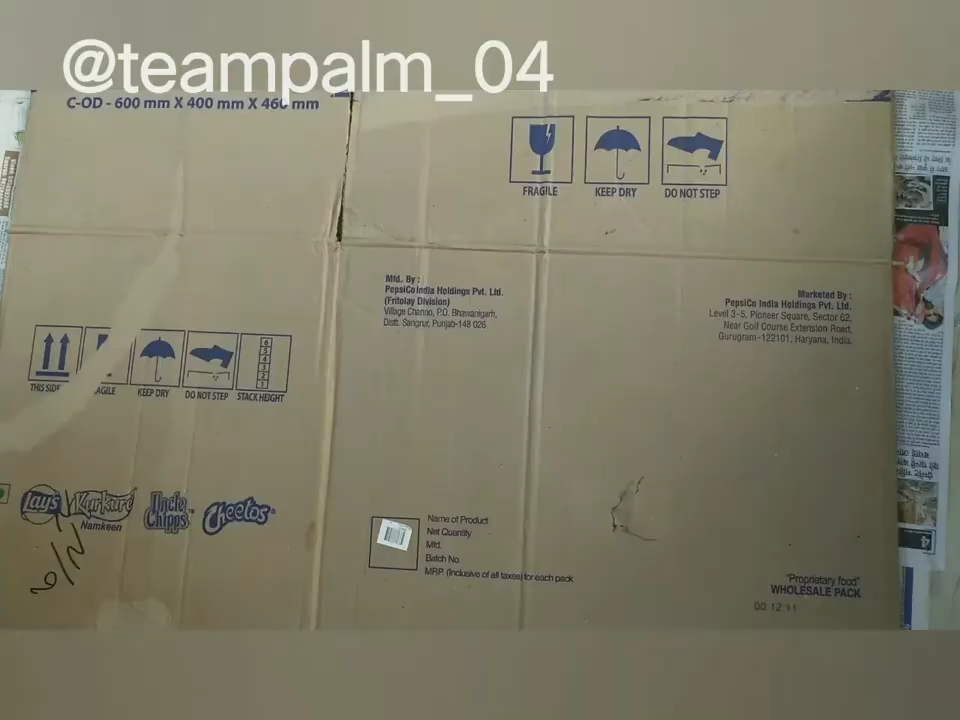 @teampalm_04
C-OD - 600 mm X 400 mm X 460 mm
FRAGILE
KEEP DRY
DO NOT STEP
Mfd. By :
PepsiCo India Holdings Pvt. Ltd.
(Fritolay Division)
Village Channo, P.O. Bhawanigarh,
Distt. Sangrur, Punjab-148 026
Marketed By :
PepsiCo India Holdings Pvt. Ltd.
Level 3-5, Pioneer Square, Sector 62,
Near Golf Course Extension Road,
Gurugram-122101, Haryana, India.
6
5
4
3
2
1
THIS SIDE
AGILE
KEEP DRY
DO NOT STEP
STACK HEIGHT
Lay's
Kurkure
Namkeen
Uncle
Chipps
Cheetos
Name of Product
Net Quantity
Mfd.
Batch No.
MRP (Inclusive of all taxes) for each pack
"Proprietary food"
WHOLESALE PACK
00 12 11
4